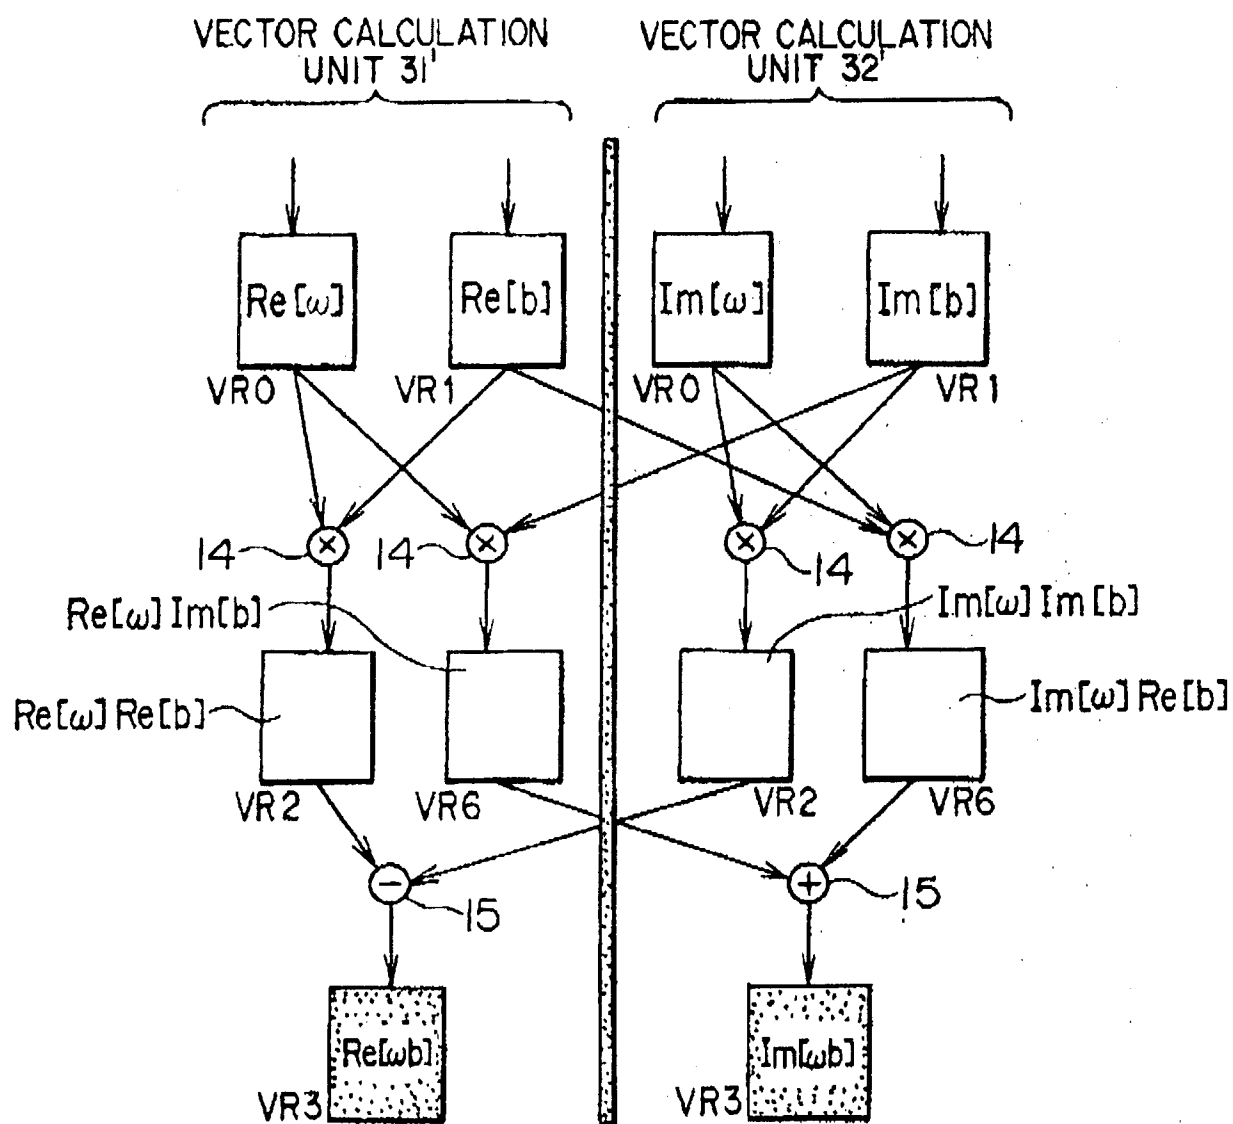 VECTOR CALCULATION
UNIT 31'
VECTOR CALCULATION
UNIT 32'
Re[ω]
Re[b]
Im[ω]
Im[b]
VR0
VR1
VR0
VR1
×
×
×
×
14
14
14
14
Re[ω] Im[b]
Im[ω] Im[b]
Re[ω] Re[b]
Im[ω] Re[b]
VR2
VR6
VR2
VR6
−
+
15
15
Re[ωb]
Im[ωb]
VR3
VR3